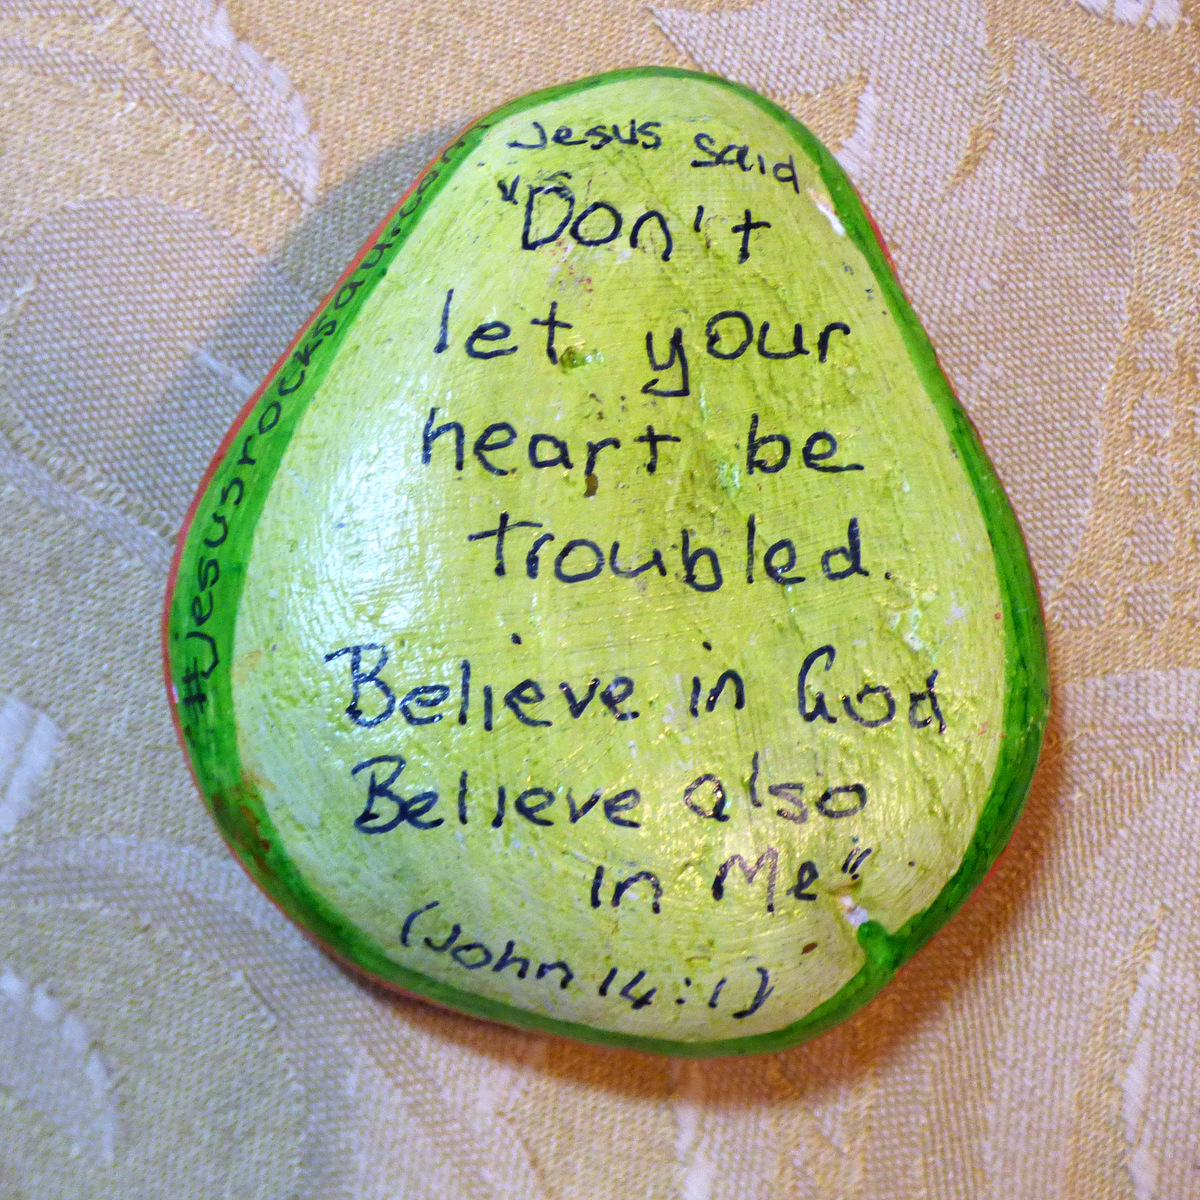 Jesus said
"Don't
let your
heart be
troubled.
Believe in God
Believe also
in Me"
(John 14:1)
#jesusrocksau.com